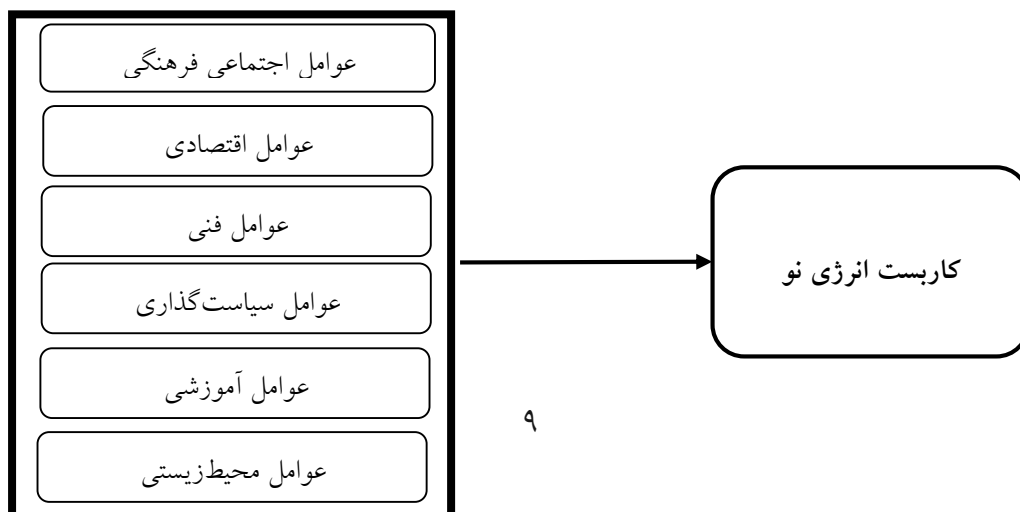 عوامل اجتماعی فرهنگی
عوامل اقتصادی
عوامل فنی
عوامل سیاست‌گذاری
عوامل آموزشی
عوامل محیط‌زیستی
کاربست انرژی نو
۹